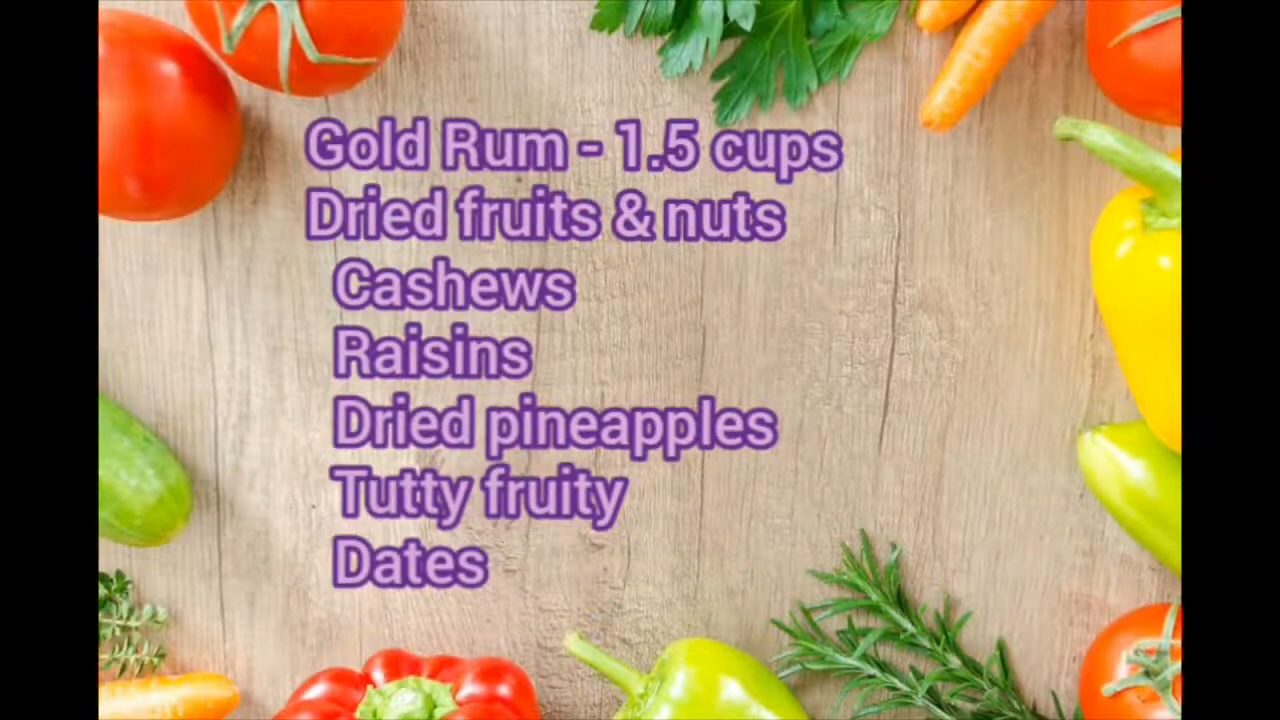 Gold Rum - 1.5 cups
Dried fruits & nuts
Cashews
Raisins
Dried pineapples
Tutty fruity
Dates